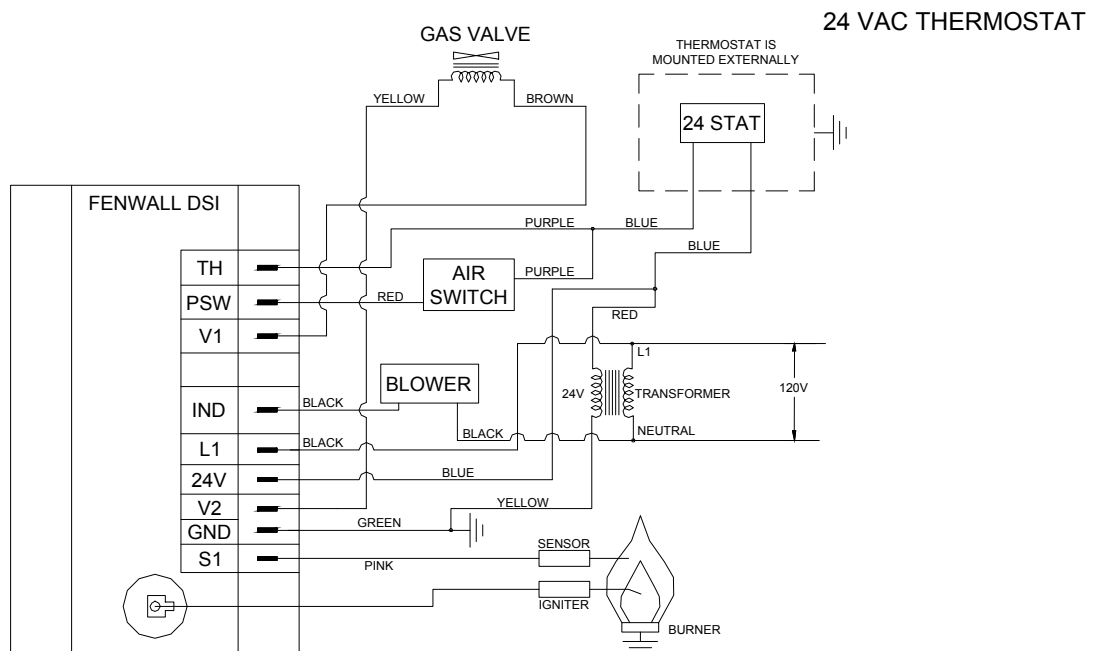 24 VAC THERMOSTAT
GAS VALVE
THERMOSTAT IS
MOUNTED EXTERNALLY
YELLOW
BROWN
24 STAT
FENWALL DSI
PURPLE
BLUE
BLUE
TH
AIR
SWITCH
PURPLE
PSW
RED
RED
V1
L1
BLOWER
24V
TRANSFORMER
120V
IND
BLACK
BLACK
NEUTRAL
L1
BLACK
24V
BLUE
V2
YELLOW
GND
GREEN
SENSOR
S1
PINK
IGNITER
BURNER